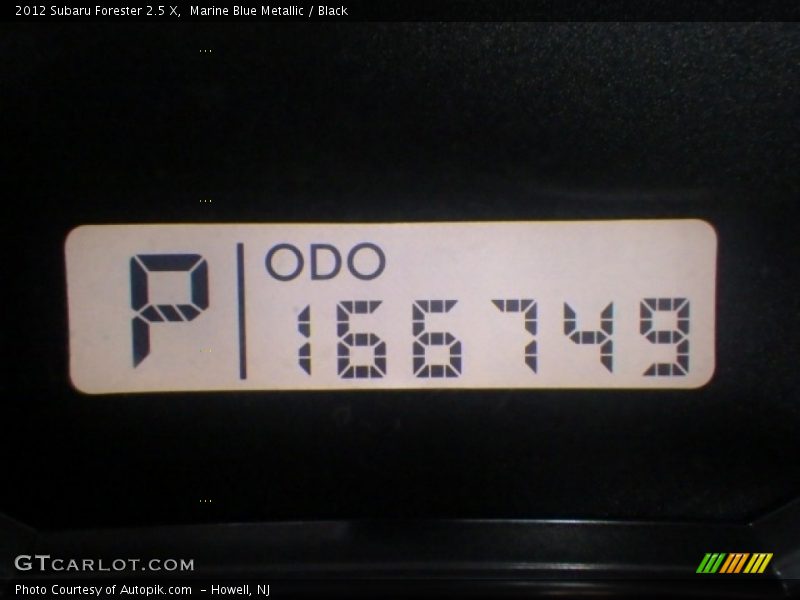 2012 Subaru Forester 2.5 X,  Marine Blue Metallic / Black
...
...
P
ODO
166749
...
...
GTCARLOT.COM
Photo Courtesy of Autopik.com  - Howell, NJ